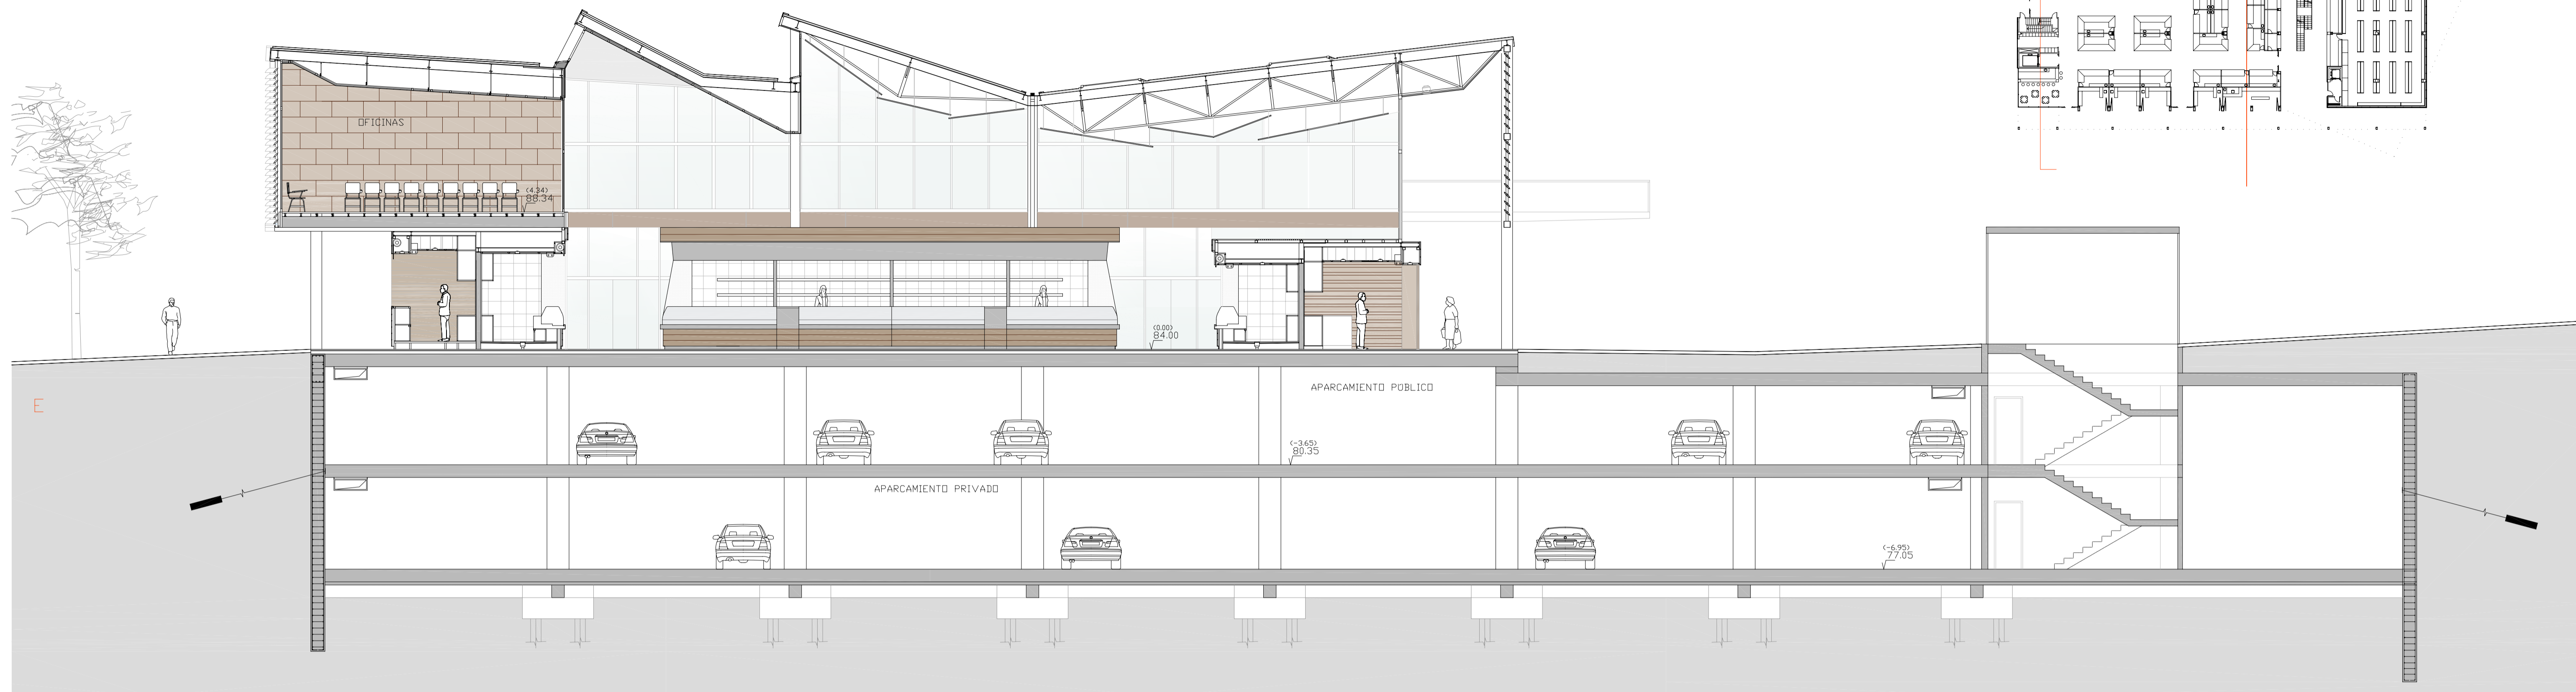 OFICINAS
(4.34)
88.34
(0.00)
84.00
E
APARCAMIENTO PUBLICO
(-3.65)
80.35
APARCAMIENTO PRIVADO
(-6.95)
77.05